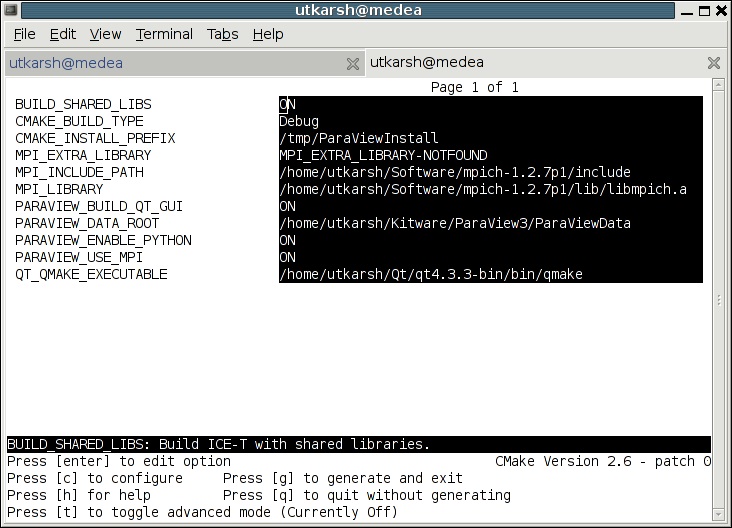 utkarsh@medea
File Edit View Terminal Tabs Help
utkarsh@medea utkarsh@medea
Page 1 of 1
BUILD_SHARED_LIBS ON
CMAKE_BUILD_TYPE Debug
CMAKE_INSTALL_PREFIX /tmp/ParaViewInstall
MPI_EXTRA_LIBRARY MPI_EXTRA_LIBRARY-NOTFOUND
MPI_INCLUDE_PATH /home/utkarsh/Software/mpich-1.2.7p1/include
MPI_LIBRARY /home/utkarsh/Software/mpich-1.2.7p1/lib/libmpich.a
PARAVIEW_BUILD_QT_GUI ON
PARAVIEW_DATA_ROOT /home/utkarsh/Kitware/ParaView3/ParaViewData
PARAVIEW_ENABLE_PYTHON ON
PARAVIEW_USE_MPI ON
QT_QMAKE_EXECUTABLE /home/utkarsh/Qt/qt4.3.3-bin/bin/qmake
BUILD_SHARED_LIBS: Build ICE-T with shared libraries.
Press [enter] to edit option CMake Version 2.6 - patch 0
Press [c] to configure Press [g] to generate and exit
Press [h] for help Press [q] to quit without generating
Press [t] to toggle advanced mode (Currently Off)